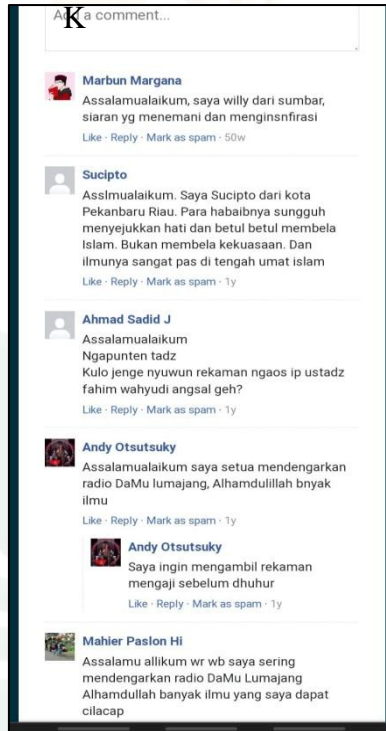 Add a comment...
K
Marbun Margana
Assalamualaikum, saya willy dari sumbar,
siaran yg menemani dan menginsnfirasi
Like · Reply · Mark as spam · 50w
Sucipto
Asslmualaikum. Saya Sucipto dari kota
Pekanbaru Riau. Para habaibnya sungguh
menyejukkan hati dan betul betul membela
Islam. Bukan membela kekuasaan. Dan
ilmunya sangat pas di tengah umat islam
Like · Reply · Mark as spam · 1y
Ahmad Sadid J
Assalamualaikum
Ngapunten tadz
Kulo jenge nyuwun rekaman ngaos ip ustadz
fahim wahyudi angsal geh?
Like · Reply · Mark as spam · 1y
Andy Otsutsuky
Assalamualaikum saya setua mendengarkan
radio DaMu lumajang, Alhamdulillah bnyak
ilmu
Like · Reply · Mark as spam · 1y
Andy Otsutsuky
Saya ingin mengambil rekaman
mengaji sebelum dhuhur
Like · Reply · Mark as spam · 1y
Mahier Paslon Hi
Assalamu allikum wr wb saya sering
mendengarkan radio DaMu Lumajang
Alhamdullah banyak ilmu yang saya dapat
cilacap